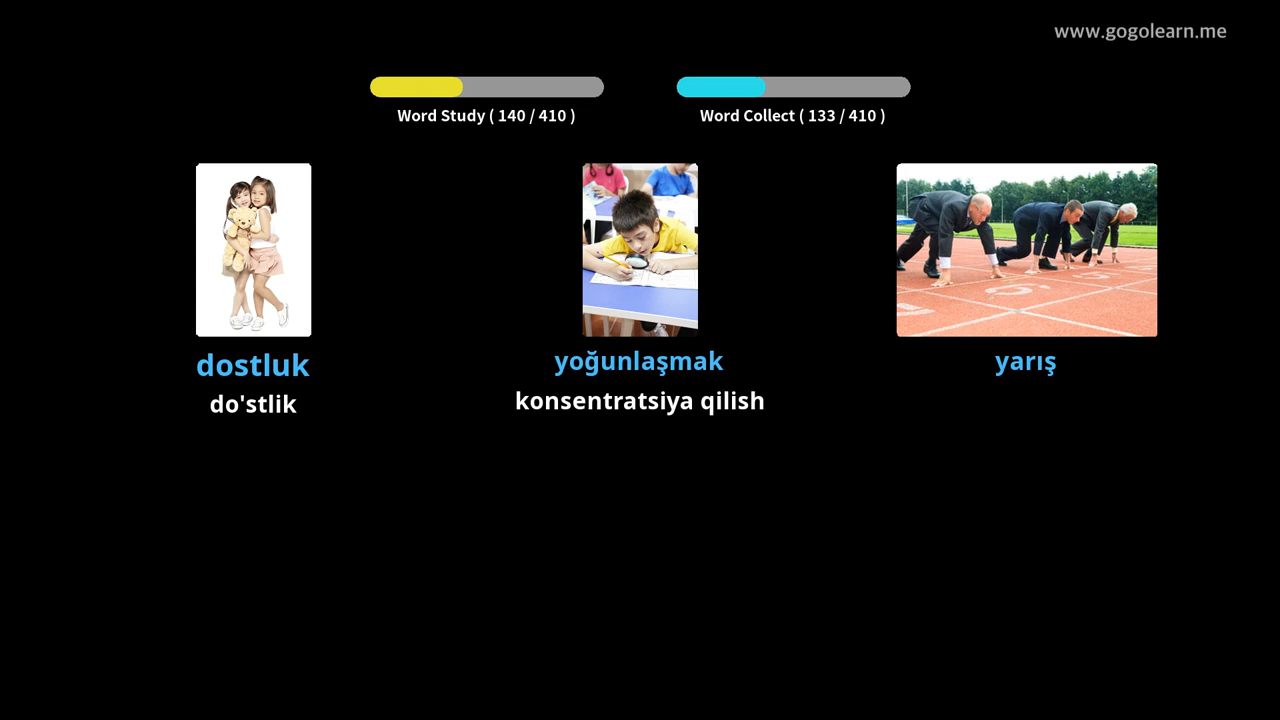 www.gogolearn.me
Word Study ( 140 / 410 )
Word Collect ( 133 / 410 )
dostluk
do'stlik
yoğunlaşmak
konsentratsiya qilish
yarış